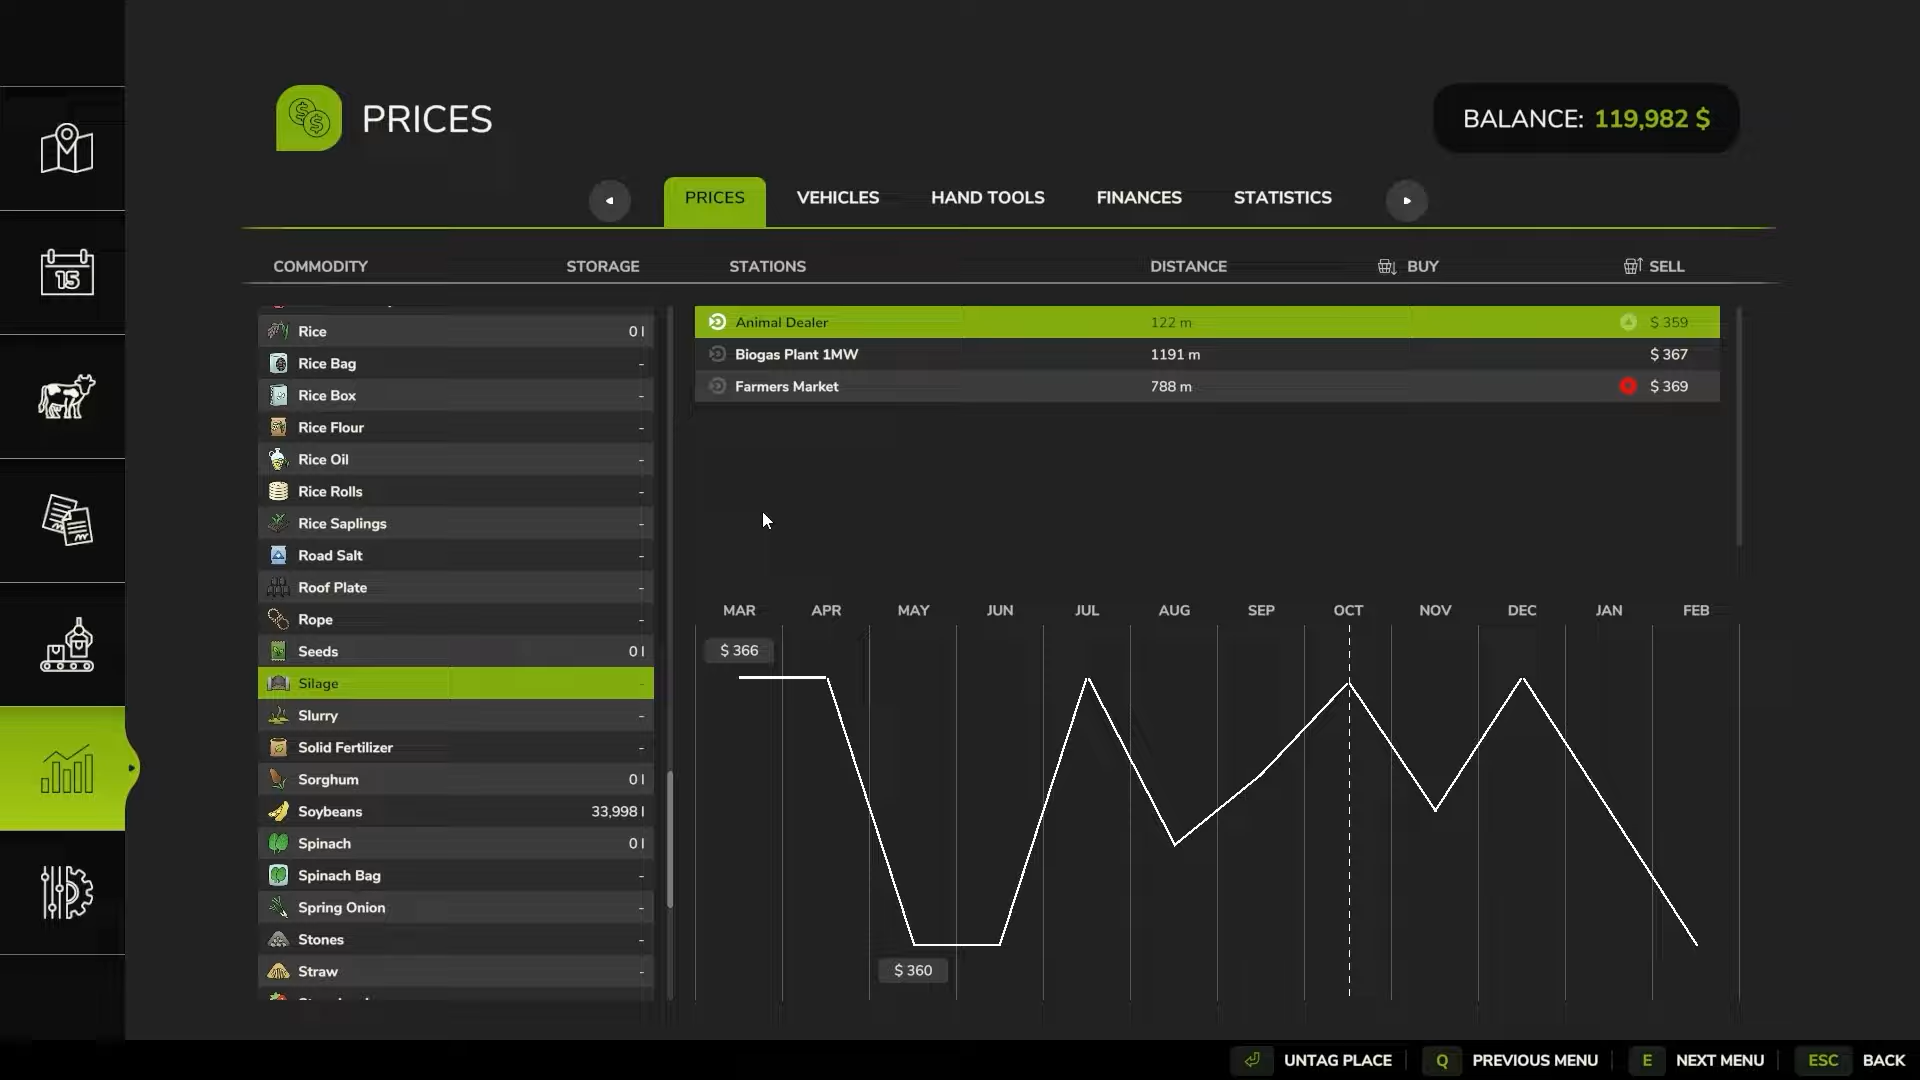 PRICES
BALANCE: 119,982 $
PRICES VEHICLES HAND TOOLS FINANCES STATISTICS
COMMODITY STORAGE STATIONS DISTANCE BUY SELL
15
Rice 0 l
Rice Bag -
Rice Box -
Rice Flour -
Rice Oil -
Rice Rolls -
Rice Saplings -
Road Salt -
Roof Plate -
Rope -
Seeds 0 l
Silage -
Slurry -
Solid Fertilizer -
Sorghum 0 l
Soybeans 33,998 l
Spinach 0 l
Spinach Bag -
Spring Onion -
Stones -
Straw -
Animal Dealer 122 m $ 359
Biogas Plant 1MW 1191 m $ 367
Farmers Market 788 m $ 369
MAR APR MAY JUN JUL AUG SEP OCT NOV DEC JAN FEB
$ 366
$ 360
UNTAG PLACE Q PREVIOUS MENU E NEXT MENU ESC BACK